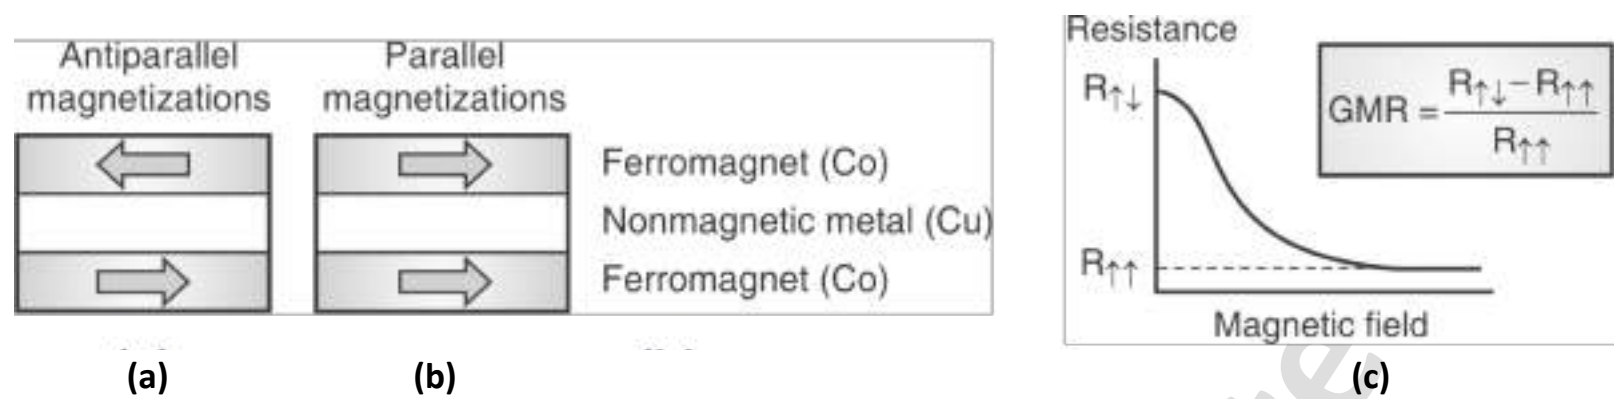 Antiparallel
magnetizations
Parallel
magnetizations
Ferromagnet (Co)
Nonmagnetic metal (Cu)
Ferromagnet (Co)
(a)
(b)
Resistance
R↑↓
R↑↑
GMR = R↑↓ − R↑↑ / R↑↑
Magnetic field
(c)